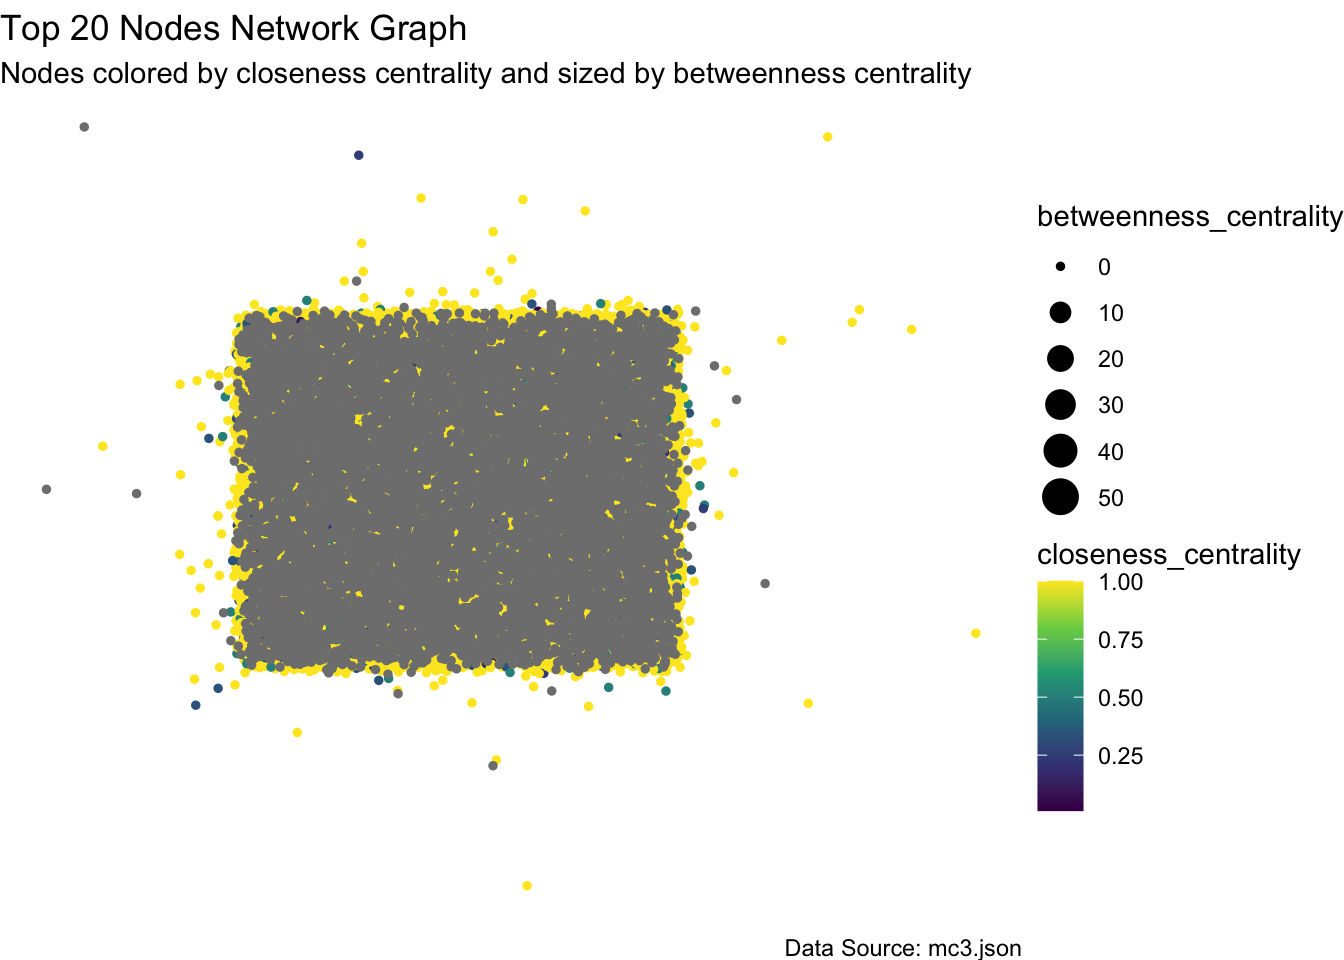 Top 20 Nodes Network Graph
Nodes colored by closeness centrality and sized by betweenness centrality
betweenness_centrality
0
10
20
30
40
50
closeness_centrality
1.00
0.75
0.50
0.25
Data Source: mc3.json